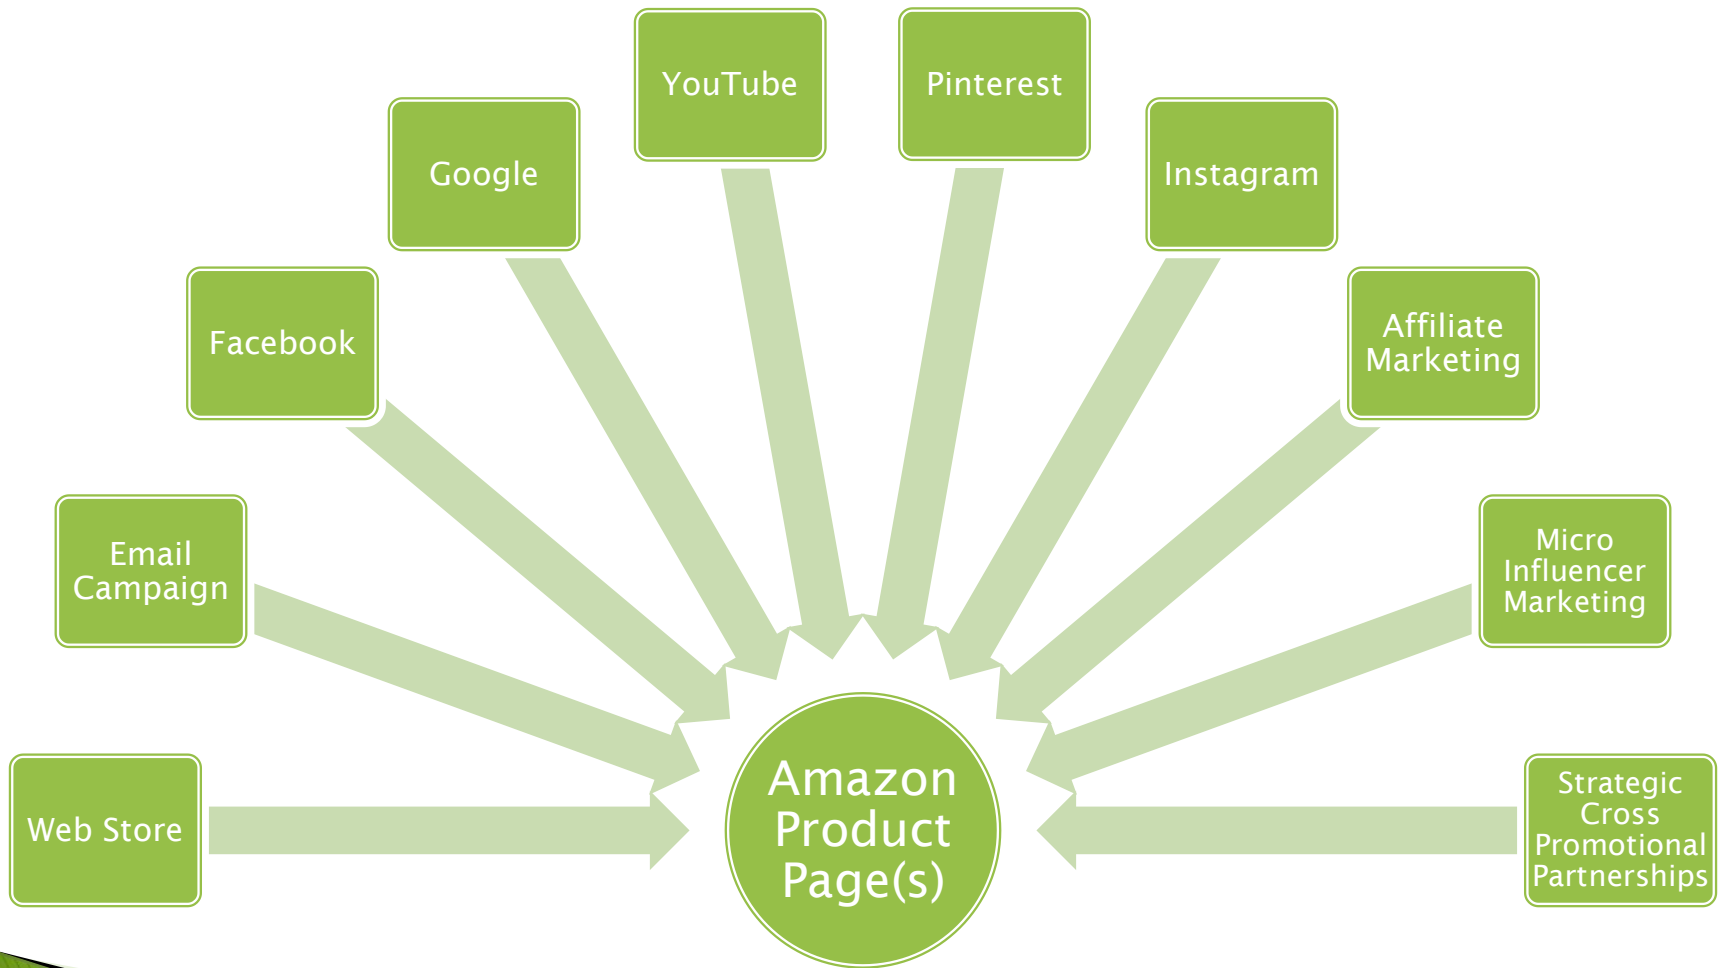 YouTube
Pinterest
Google
Instagram
Facebook
Affiliate
Marketing
Email
Campaign
Micro
Influencer
Marketing
Web Store
Amazon
Product
Page(s)
Strategic
Cross
Promotional
Partnerships